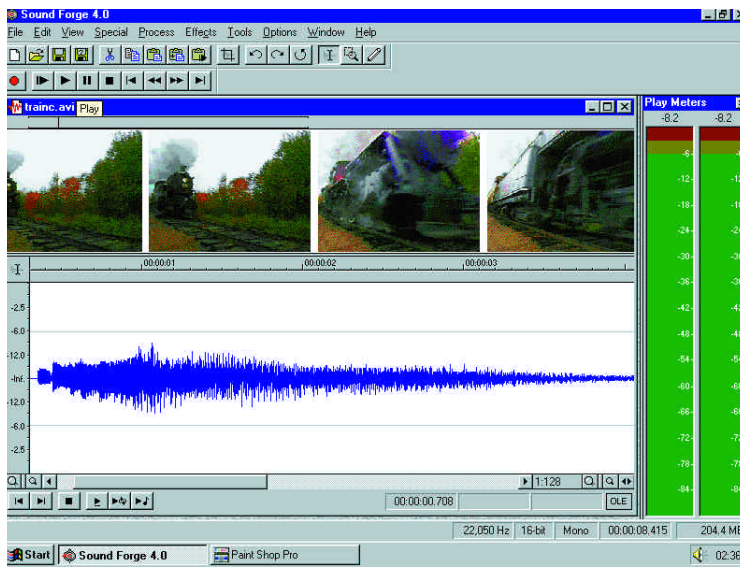 Sound Forge 4.0
File Edit View Special Process Effects Tools Options Window Help
trainc.avi Play
Play Meters
-8.2 -8.2
00:00:01 00:00:02 00:00:03
-2.5
-6.0
-12.0
-Inf.
-12.0
-6.0
-2.5
-6-
-12-
-18-
-24-
-30-
-36-
-42-
-48-
-54-
-60-
-66-
-72-
-78-
-84-
1:128
00:00:00.708 OLE
22,050 Hz 16-bit Mono 00:00:08.415 204.4 MB
Start Sound Forge 4.0 Paint Shop Pro 02:36